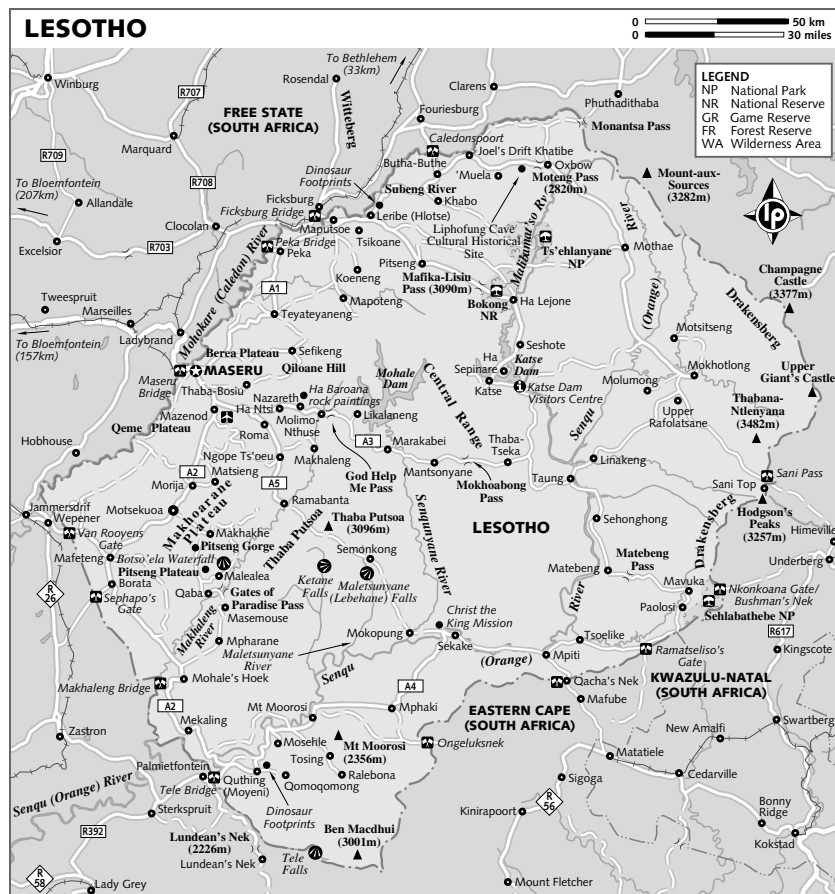 LESOTHO
0 50 km
0 30 miles
LEGEND
NP National Park
NR National Reserve
GR Game Reserve
FR Forest Reserve
WA Wilderness Area
To Bethlehem
(33km)
Winburg
R707
Rosendal
Clarens
Phuthadithaba
FREE STATE
(SOUTH AFRICA)
Witteberg
Fouriesburg
Monantsa Pass
Marquard
Caledonspoort
R709
Dinosaur
Footprints
Butha-Buthe
Joel's Drift
Khatibe
Oxbow
'Muela
Moteng Pass
(2820m)
Mount-aux-
Sources
(3282m)
To Bloemfontein
(207km)
R708
Subeng River
Khabo
Allandale
Ficksburg
Ficksburg Bridge
Leribe (Hlotse)
Liphofung Cave
Cultural Historical
Site
Malibamat'so Rv
River
lp
Clocolan
Maputsoe
Tsikoane
Excelsior
R703
Peka Bridge
Peka
Pitseng
Ts'ehlanyane
NP
Mothae
Koeneng
Mafika-Lisiu
Pass (3090m)
Champagne
Castle
(3377m)
Tweespruit
Mohokare (Caledon) River
A1
Mapoteng
Bokong
NR
Ha Lejone
(Orange)
Drakensberg
Marseilles
Teyateyaneng
To Bloemfontein
(157km)
Ladybrand
Berea Plateau
Sefikeng
Seshote
Motsitseng
MASERU
Qiloane Hill
Mohale
Dam
Ha
Sepinare
Katse
Dam
Mokhotlong
Upper
Giant's Castle
Maseru
Bridge
Thaba-Bosiu
Ha Baroana
rock paintings
Central Range
Katse
Katse Dam
Visitors Centre
Molumong
Nazareth
Mazenod
Ha Ntsi
Molimo-
Nthuse
Likalaneng
Senqu
Upper
Rafolatsane
Thabana-
Ntlenyana
(3482m)
Qeme Plateau
Roma
A3
Hobhouse
Marakabei
Thaba-
Tseka
Ngope Ts'oeu
Makhaleng
Linakeng
Sani Pass
A2
Matsieng
God Help
Me Pass
Mantsonyane
Mokhoabong
Pass
Taung
Sani Top
Morija
A5
Jammersdrif
Wepener
Motsekuoa
Ramabanta
Hodgson's
Peaks
(3257m)
Makhoarane
Plateau
Thaba Putsoa
(3096m)
Senqunyane River
LESOTHO
Sehonghong
Van Rooyens
Gate
Makhakhe
Thaba Putsoa
Drakensberg
Himeville
Mafeteng
Pitseng Gorge
Semonkong
Botso'ela Waterfall
Matebeng
Pass
Underberg
Pitseng Plateau
Malealea
Ketane
Falls
Maletsunyane
(Lebehane) Falls
Matebeng
Borata
R
26
Sephapo's
Gate
Qaba
Gates of
Paradise Pass
Mavuka
Nkonkoana Gate/
Bushman's Nek
Masemouse
Christ the
King Mission
River
Paolosi
Sehlabathebe NP
Makhaleng
River
Mpharane
Mokopung
Tsoelike
R617
Maletsunyane
River
Sekake
Ramatseliso's
Gate
Kingscote
Senqu
(Orange)
Mpiti
Makhaleng Bridge
Mohale's Hoek
A4
Qacha's Nek
KWAZULU-NATAL
(SOUTH AFRICA)
A2
Mt Moorosi
Mphaki
EASTERN CAPE
(SOUTH AFRICA)
Mafube
Swartberg
Mekaling
Zastron
Mosehle
Mt Moorosi
(2356m)
Ongeluksnek
New Amalfi
Tosing
Matatiele
Palmietfontein
Tele Bridge
Quthing
(Moyeni)
Ralebona
Sigoga
Cedarville
Senqu (Orange) River
Qomoqomong
Sterkspruit
Dinosaur
Footprints
Kinirapoort
R
56
Bonny
Ridge
R392
Lundean's Nek
(2226m)
Ben Macdhui
(3001m)
Kokstad
Lundean's Nek
Tele
Falls
R
58
Lady Grey
Mount Fletcher